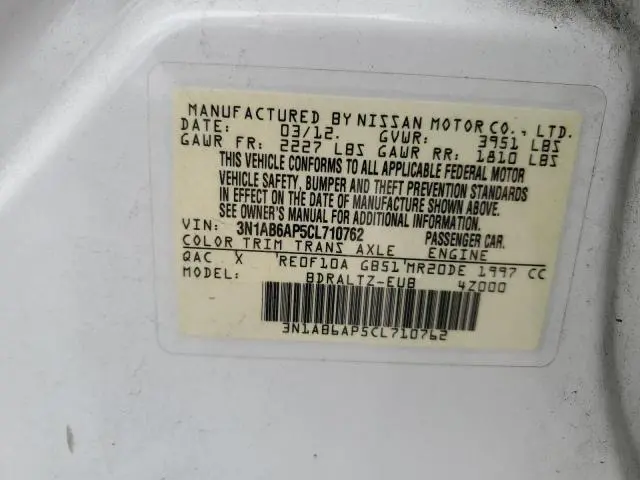 MANUFACTURED BY NISSAN MOTOR CO., LTD.
DATE: 03/12. GVWR: 3951 LBS
GAWR FR: 2227 LBS GAWR RR: 1810 LBS
THIS VEHICLE CONFORMS TO ALL APPLICABLE FEDERAL MOTOR
VEHICLE SAFETY, BUMPER AND THEFT PREVENTION STANDARDS
IN EFFECT ON THE DATE OF MANUFACTURE SHOWN ABOVE.
SEE OWNER'S MANUAL FOR ADDITIONAL INFORMATION.
VIN: 3N1AB6AP5CL710762 PASSENGER CAR.
COLOR TRIM TRANS AXLE ENGINE
QAC X 'RE0F10A GB51'MR20DE 1997 CC
MODEL: BDRALTZ-EUB 4Z000
3N1AB6AP5CL710762